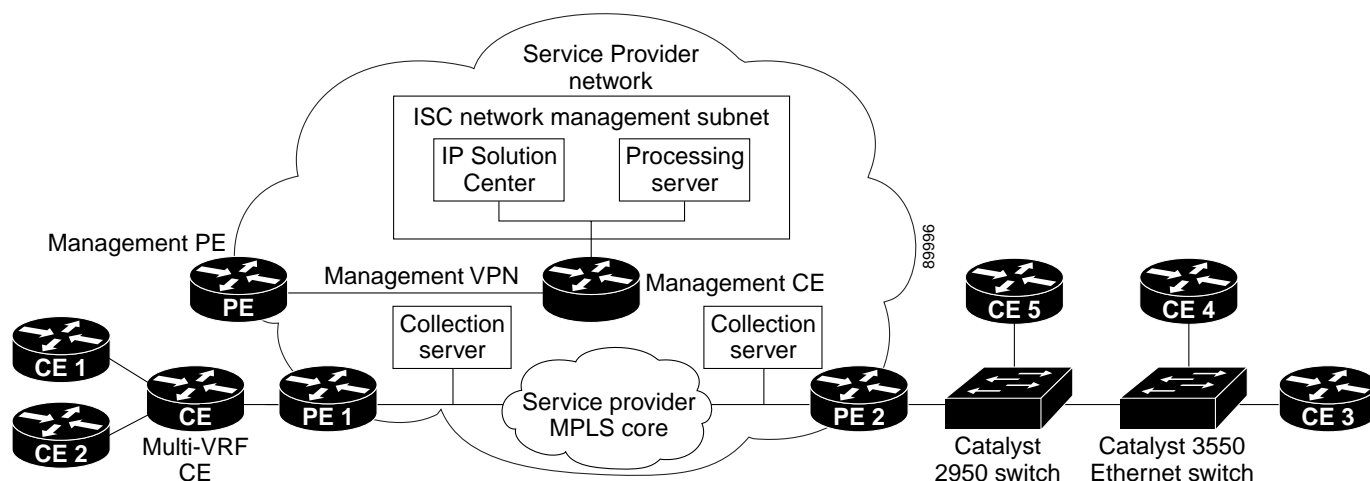 Service Provider
network
ISC network management subnet
IP Solution
Center
Processing
server
Management PE
89996
PE
Management VPN
Management CE
CE 5
CE 4
Collection
server
Collection
server
CE 1
CE 2
CE
Multi-VRF
CE
PE 1
Service provider
MPLS core
PE 2
CE 3
Catalyst
2950 switch
Catalyst 3550
Ethernet switch